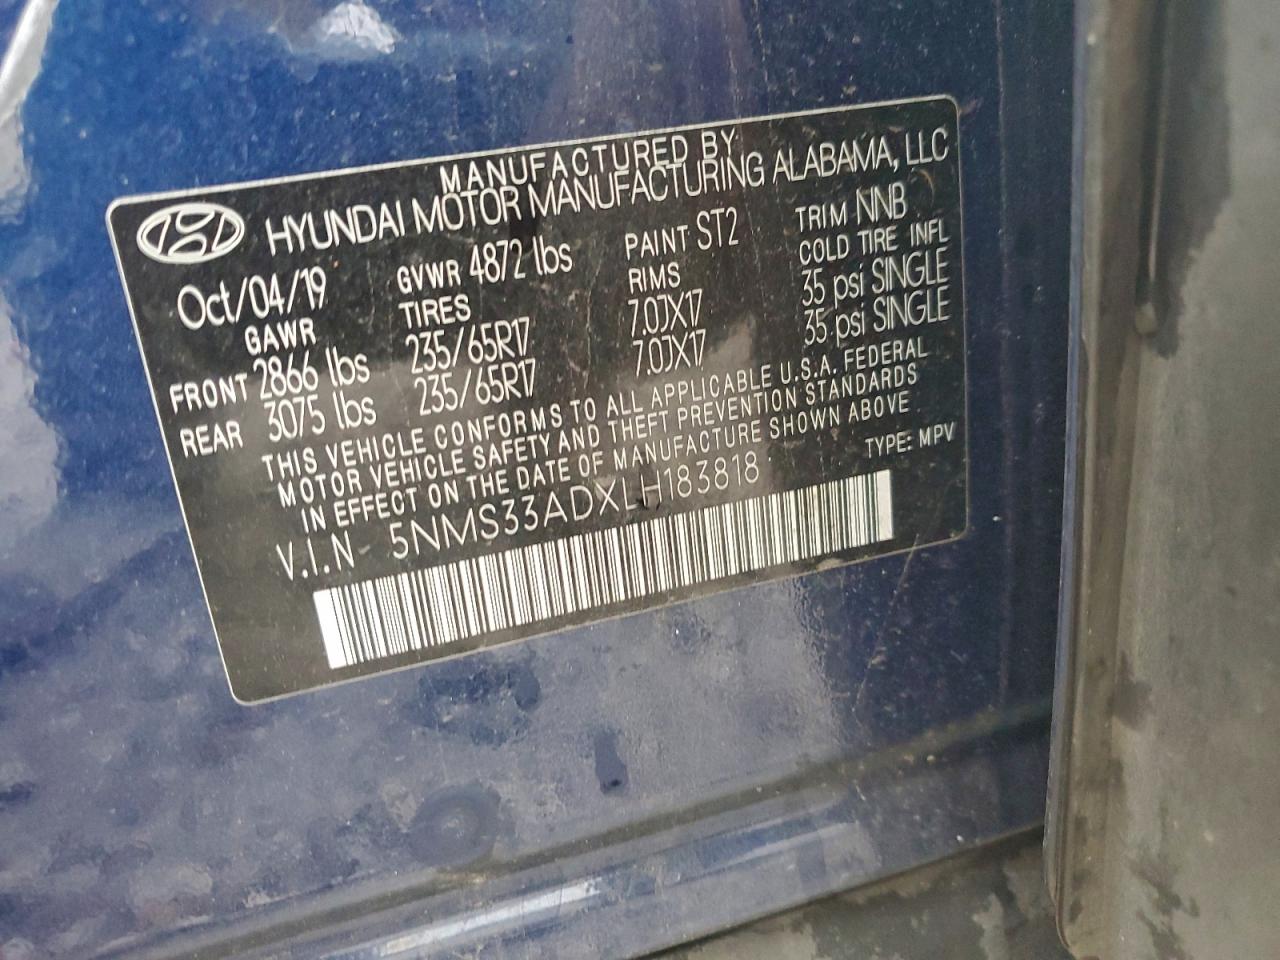 MANUFACTURED BY
HYUNDAI MOTOR MANUFACTURING ALABAMA, LLC
Oct/04/19 GVWR 4872 lbs PAINT ST2 TRIM NNB
GAWR TIRES RIMS COLD TIRE INFL
FRONT 2866 lbs 235/65R17 7.0JX17 35 psi SINGLE
REAR 3075 lbs 235/65R17 7.0JX17 35 psi SINGLE
THIS VEHICLE CONFORMS TO ALL APPLICABLE U.S.A. FEDERAL
MOTOR VEHICLE SAFETY AND THEFT PREVENTION STANDARDS
IN EFFECT ON THE DATE OF MANUFACTURE SHOWN ABOVE
V.I.N 5NMS33ADXLH183818 TYPE: MPV